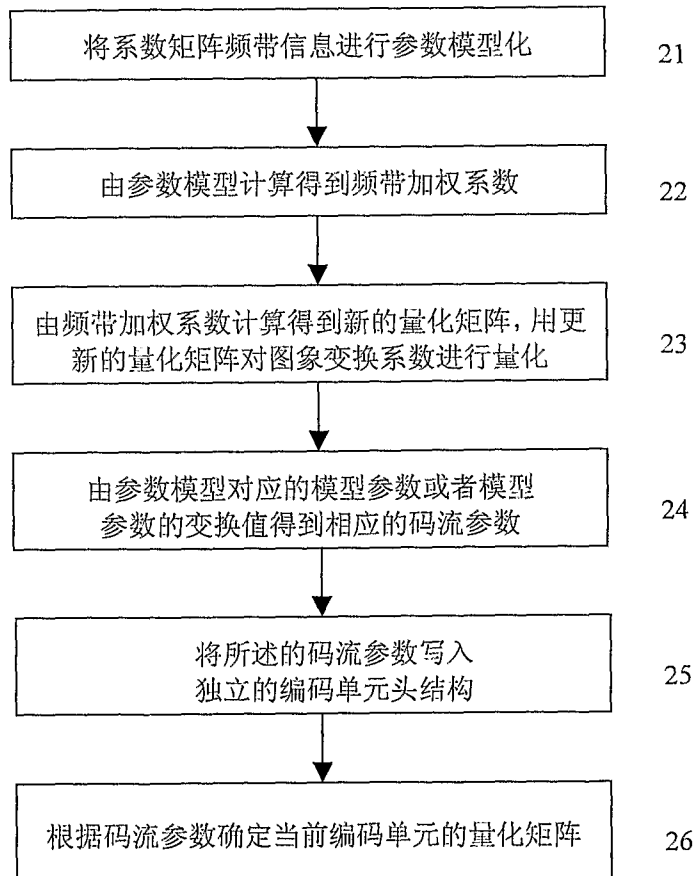 将系数矩阵频带信息进行参数模型化
21
由参数模型计算得到频带加权系数
22
由频带加权系数计算得到新的量化矩阵，用更
新的量化矩阵对图象变换系数进行量化
23
由参数模型对应的模型参数或者模型
参数的变换值得到相应的码流参数
24
将所述的码流参数写入
独立的编码单元头结构
25
根据码流参数确定当前编码单元的量化矩阵
26